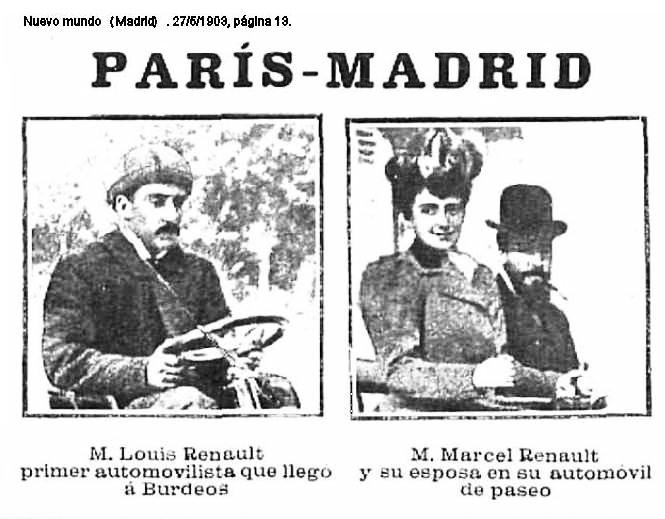 Nuevo mundo (Madrid) . 27/5/1903, página 13.
PARÍS-MADRID
M. Louis Renault
primer automovilista que llegó
á Burdeos
M. Marcel Renault
y su esposa en su automóvil
de paseo